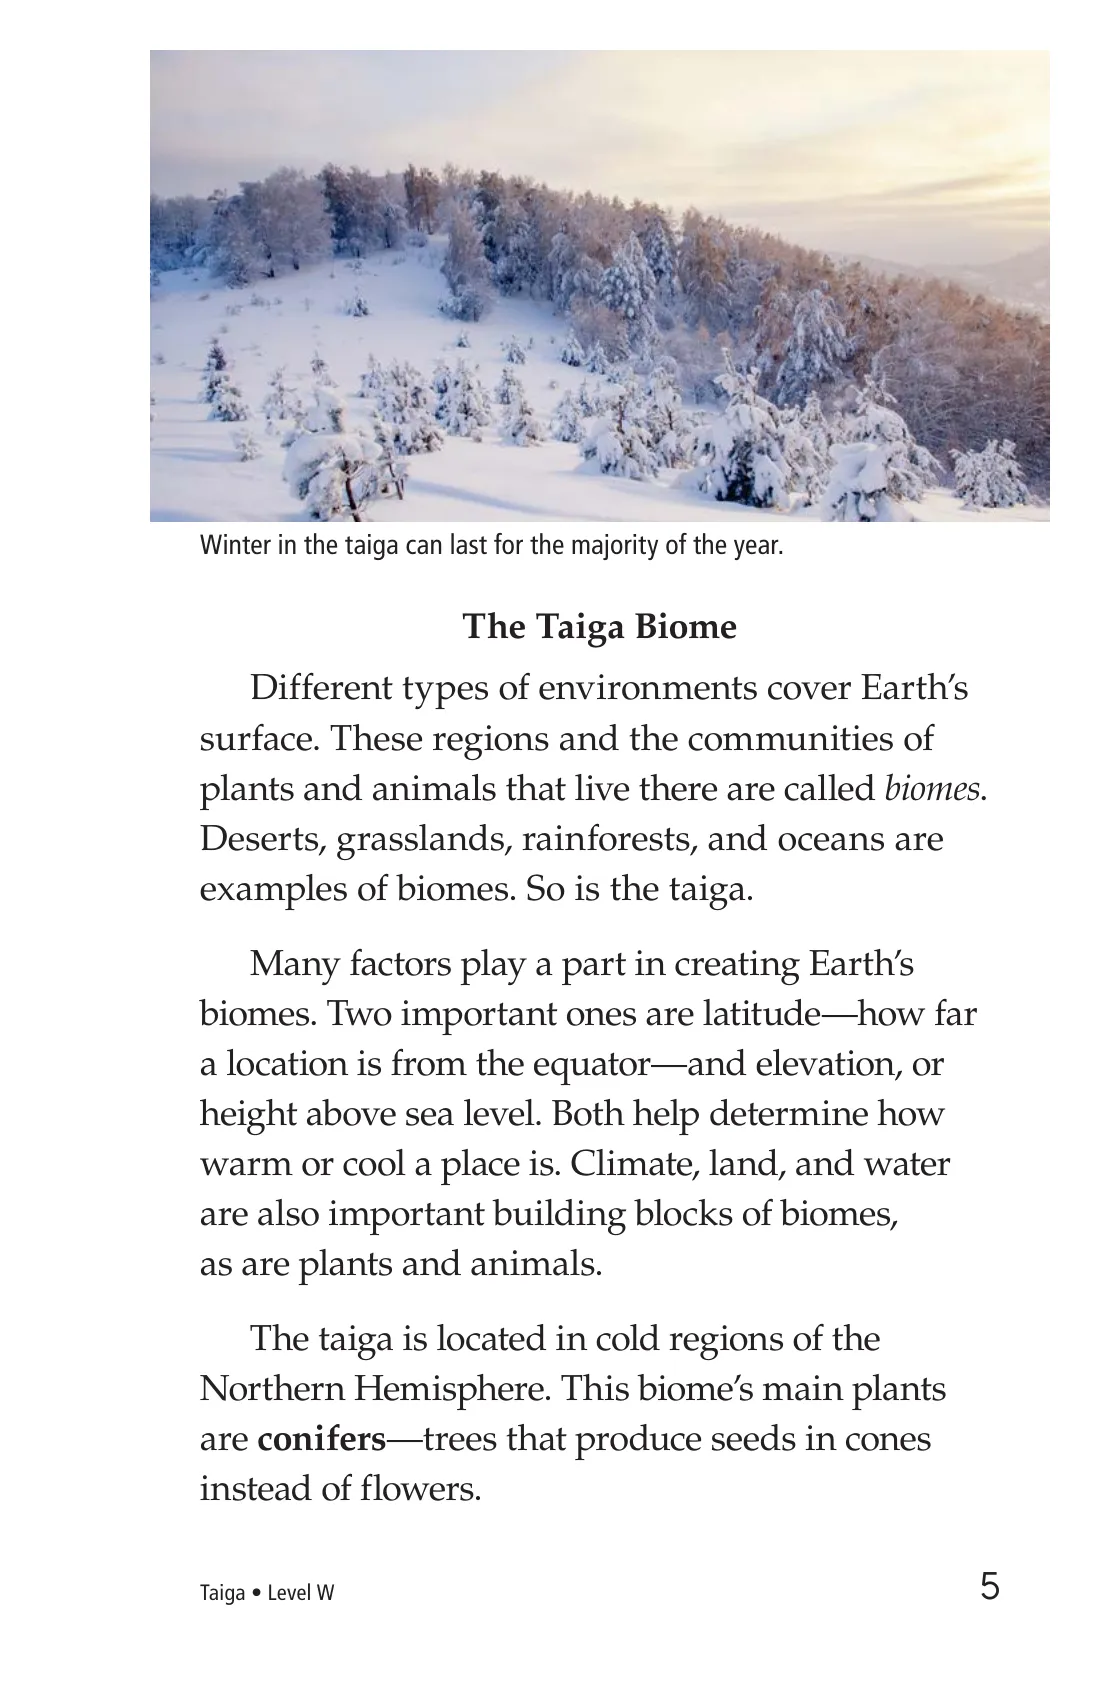 Winter in the taiga can last for the majority of the year.
The Taiga Biome
Different types of environments cover Earth’s
surface. These regions and the communities of
plants and animals that live there are called biomes.
Deserts, grasslands, rainforests, and oceans are
examples of biomes. So is the taiga.
Many factors play a part in creating Earth’s
biomes. Two important ones are latitude—how far
a location is from the equator—and elevation, or
height above sea level. Both help determine how
warm or cool a place is. Climate, land, and water
are also important building blocks of biomes,
as are plants and animals.
The taiga is located in cold regions of the
Northern Hemisphere. This biome’s main plants
are conifers—trees that produce seeds in cones
instead of flowers.
Taiga • Level W
5